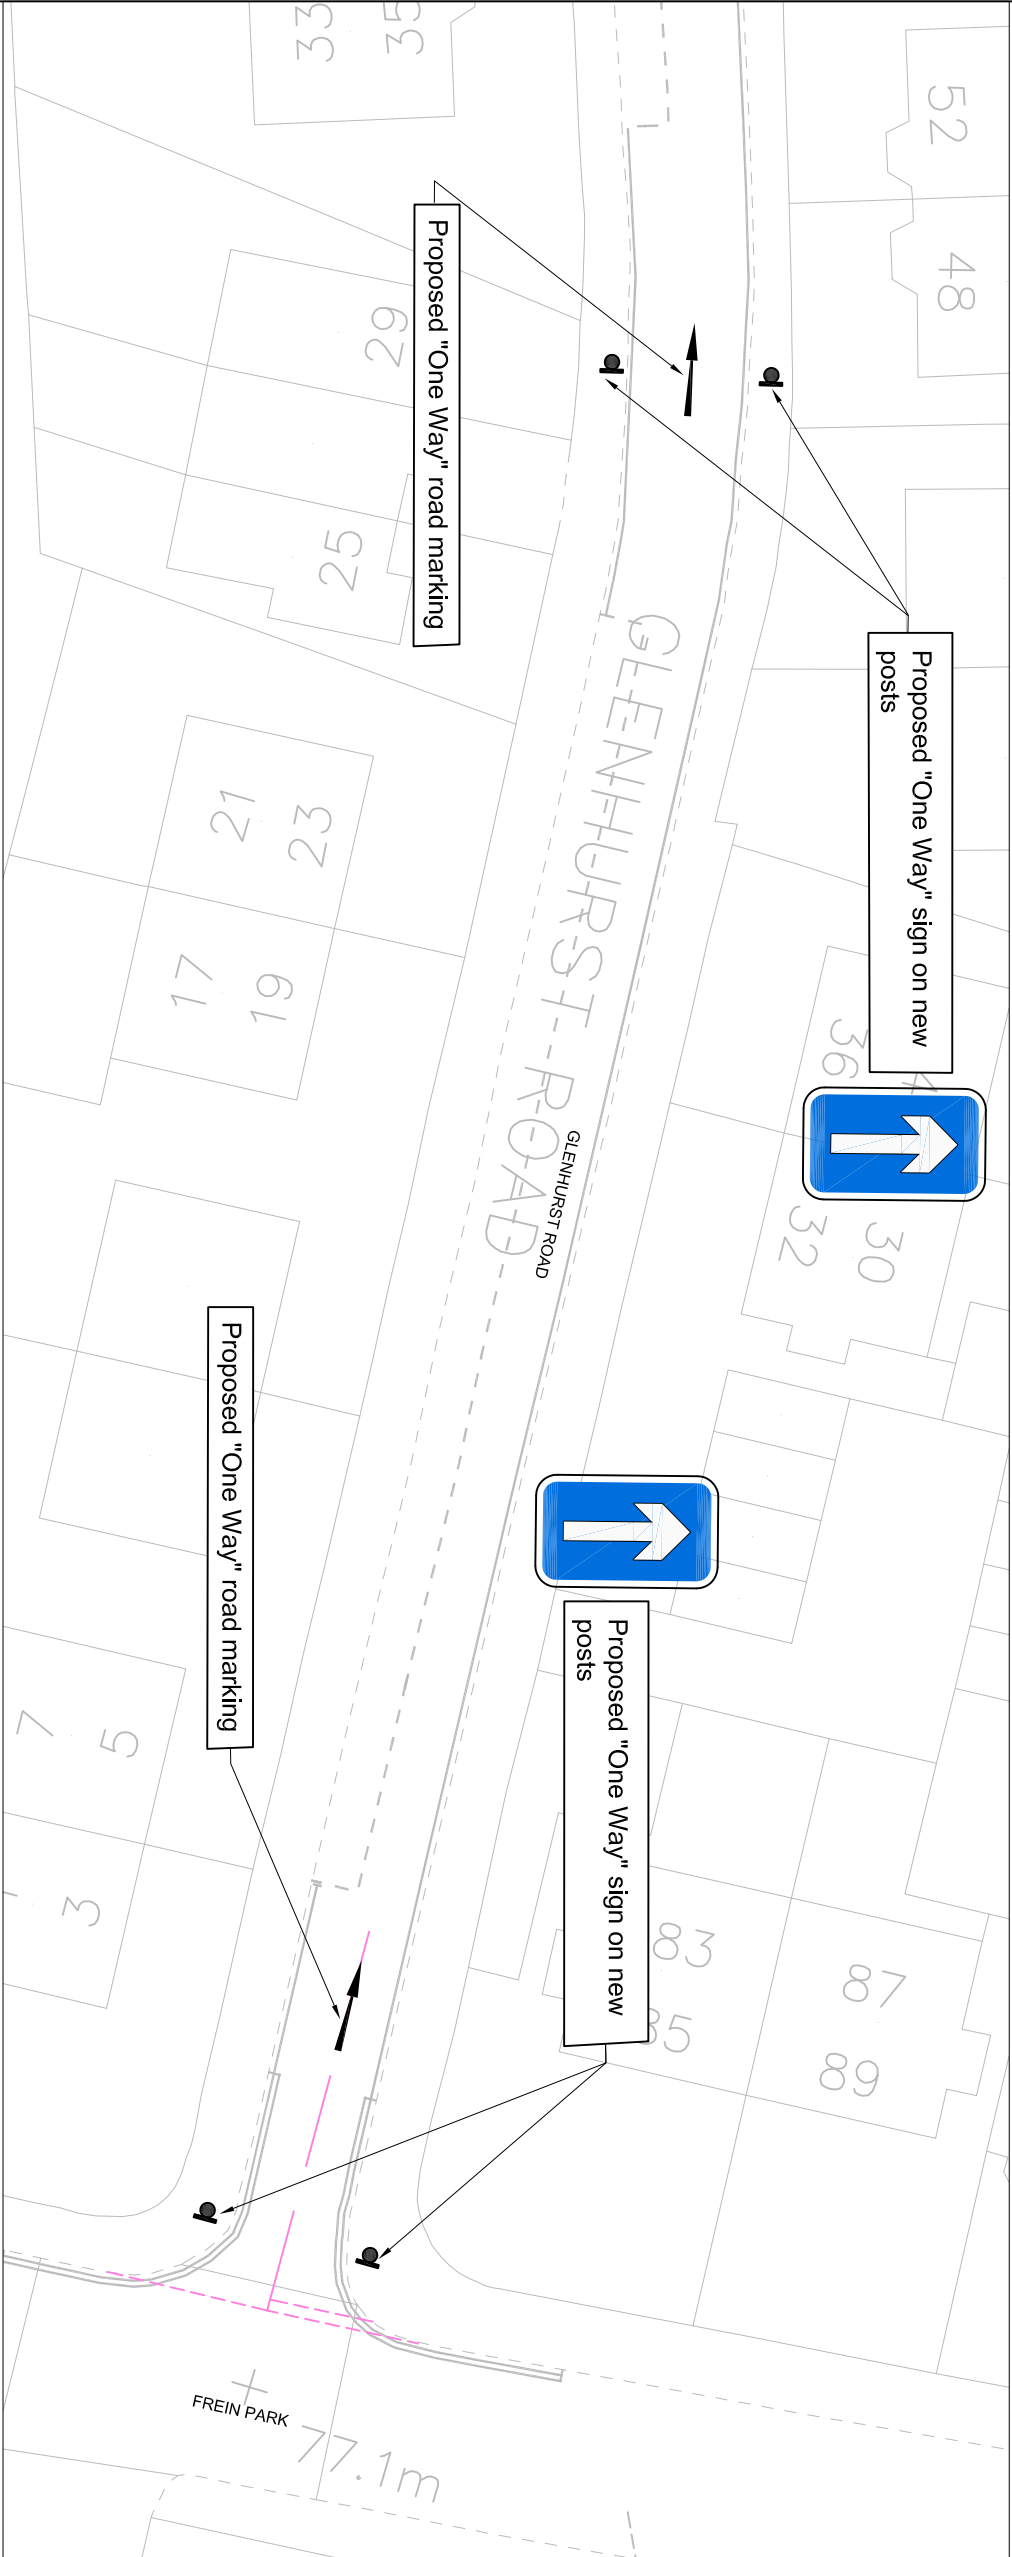 33
35
52
48
Proposed "One Way" road marking
29
25
Proposed "One Way" sign on new
posts
GLENHURST ROAD
21
23
17
19
36
GLENHURST ROAD
32
30
Proposed "One Way" road marking
Proposed "One Way" sign on new
posts
7
5
3
83
85
87
89
FREIN PARK
77.1m